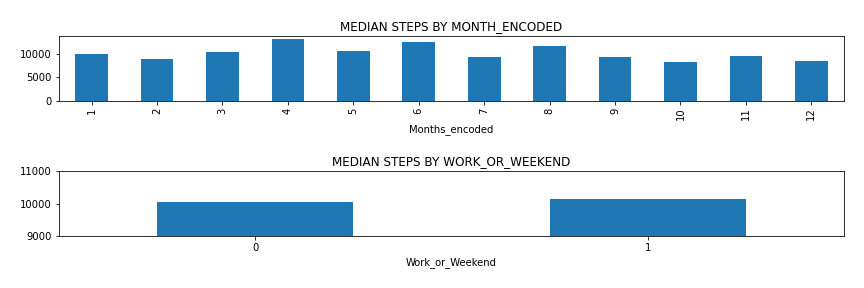 MEDIAN STEPS BY MONTH_ENCODED
10000
5000
0
1 2 3 4 5 6 7 8 9 10 11 12
Months_encoded
MEDIAN STEPS BY WORK_OR_WEEKEND
11000
10000
9000
0 1
Work_or_Weekend